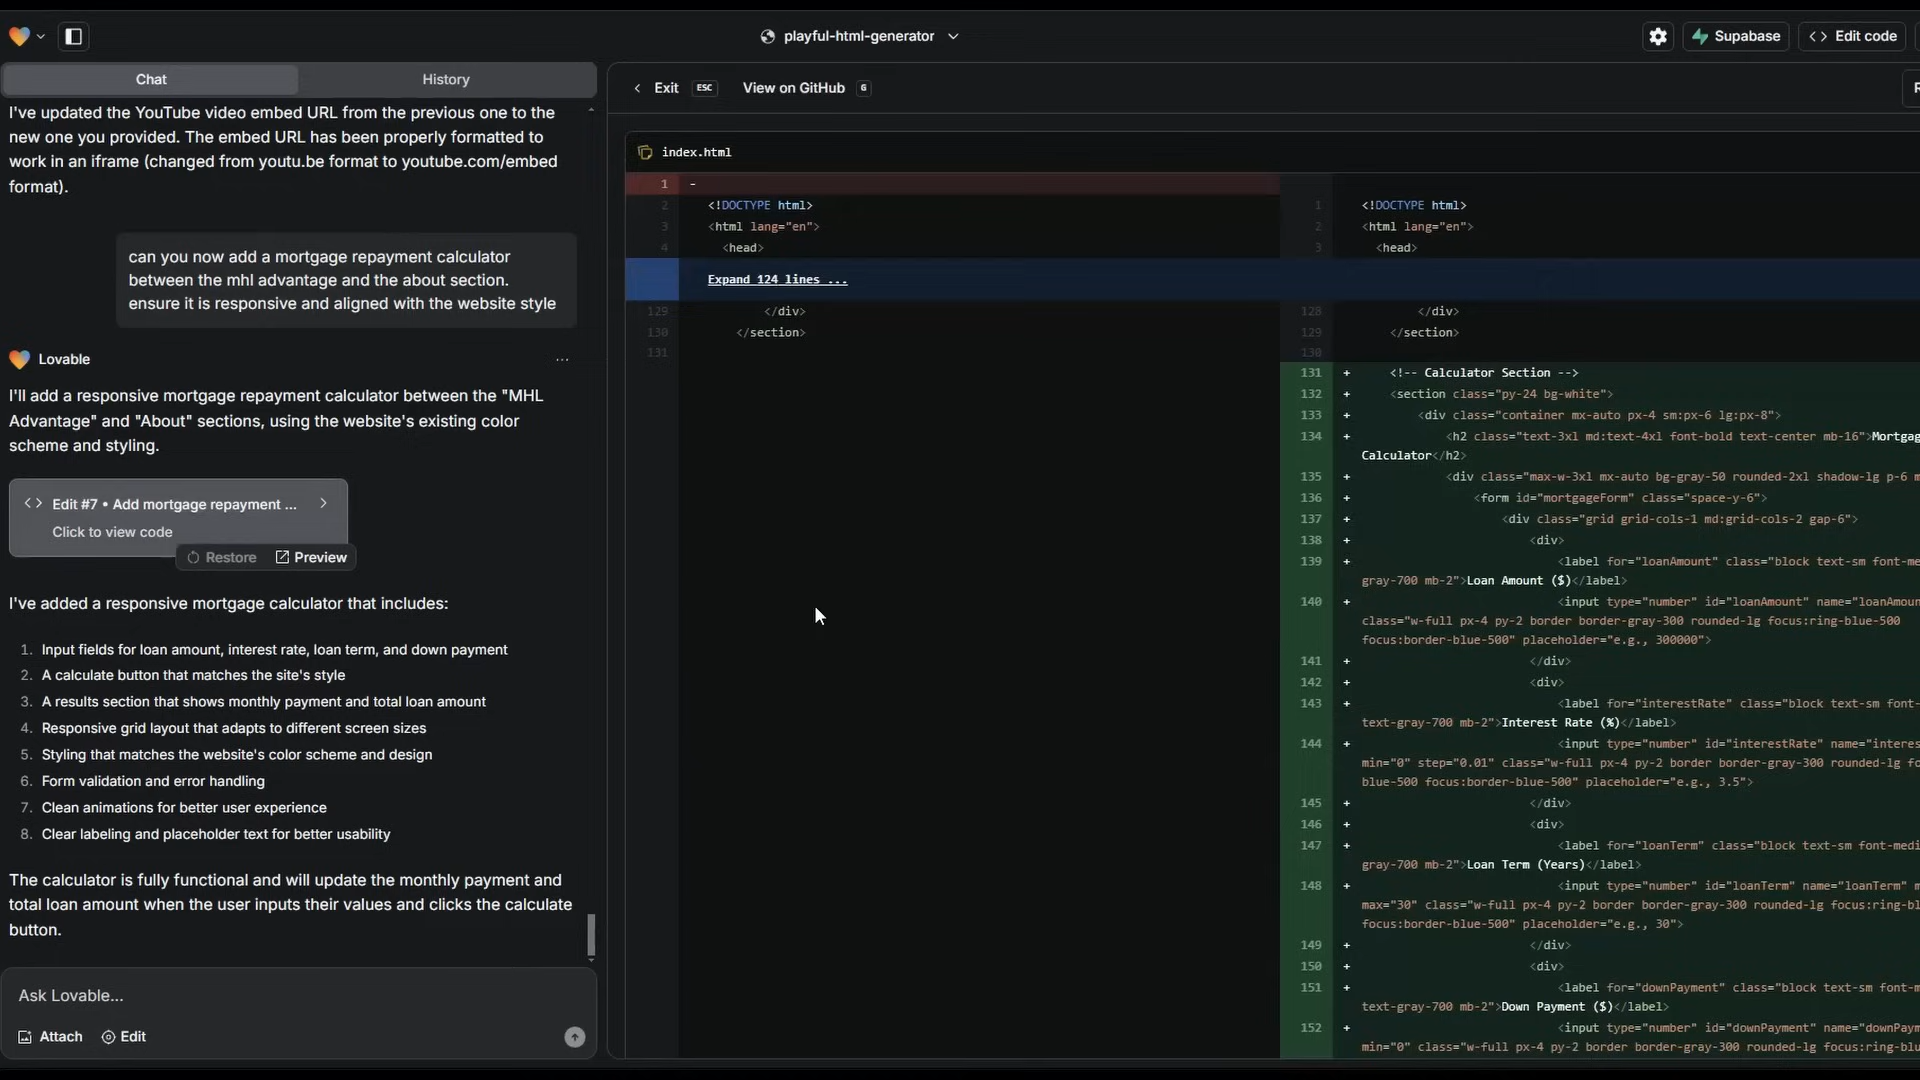 playful-html-generator
Supabase
Edit code
Chat
History
Exit
ESC
View on GitHub
G
I've updated the YouTube video embed URL from the previous one to the
new one you provided. The embed URL has been properly formatted to
work in an iframe (changed from youtu.be format to youtube.com/embed
format).
can you now add a mortgage repayment calculator
between the mhl advantage and the about section.
ensure it is responsive and aligned with the website style
Lovable
...
I'll add a responsive mortgage repayment calculator between the "MHL
Advantage" and "About" sections, using the website's existing color
scheme and styling.
Edit #7 • Add mortgage repayment ...
Click to view code
Restore
Preview
I've added a responsive mortgage calculator that includes:
1. Input fields for loan amount, interest rate, loan term, and down payment
2. A calculate button that matches the site's style
3. A results section that shows monthly payment and total loan amount
4. Responsive grid layout that adapts to different screen sizes
5. Styling that matches the website's color scheme and design
6. Form validation and error handling
7. Clean animations for better user experience
8. Clear labeling and placeholder text for better usability
The calculator is fully functional and will update the monthly payment and
total loan amount when the user inputs their values and clicks the calculate
button.
Ask Lovable...
Attach
Edit
index.html
1 -
2 <!DOCTYPE html>
3 <html lang="en">
4 <head>
Expand 124 lines ...
129 </div>
130 </section>
131
1 <!DOCTYPE html>
2 <html lang="en">
3 <head>
128 </div>
129 </section>
130
131 + <!-- Calculator Section -->
132 + <section class="py-24 bg-white">
133 + <div class="container mx-auto px-4 sm:px-6 lg:px-8">
134 + <h2 class="text-3xl md:text-4xl font-bold text-center mb-16">Mortgag
Calculator</h2>
135 + <div class="max-w-3xl mx-auto bg-gray-50 rounded-2xl shadow-lg p-6 m
136 + <form id="mortgageForm" class="space-y-6">
137 + <div class="grid grid-cols-1 md:grid-cols-2 gap-6">
138 + <div>
139 + <label for="loanAmount" class="block text-sm font-me
gray-700 mb-2">Loan Amount ($)</label>
140 + <input type="number" id="loanAmount" name="loanAmoun
class="w-full px-4 py-2 border border-gray-300 rounded-lg focus:ring-blue-500
focus:border-blue-500" placeholder="e.g., 300000">
141 + </div>
142 + <div>
143 + <label for="interestRate" class="block text-sm font-
text-gray-700 mb-2">Interest Rate (%)</label>
144 + <input type="number" id="interestRate" name="interes
min="0" step="0.01" class="w-full px-4 py-2 border border-gray-300 rounded-lg fo
blue-500 focus:border-blue-500" placeholder="e.g., 3.5">
145 + </div>
146 + <div>
147 + <label for="loanTerm" class="block text-sm font-medi
gray-700 mb-2">Loan Term (Years)</label>
148 + <input type="number" id="loanTerm" name="loanTerm" m
max="30" class="w-full px-4 py-2 border border-gray-300 rounded-lg focus:ring-bl
focus:border-blue-500" placeholder="e.g., 30">
149 + </div>
150 + <div>
151 + <label for="downPayment" class="block text-sm font-m
text-gray-700 mb-2">Down Payment ($)</label>
152 + <input type="number" id="downPayment" name="downPaym
min="0" class="w-full px-4 py-2 border border-gray-300 rounded-lg focus:ring-blu